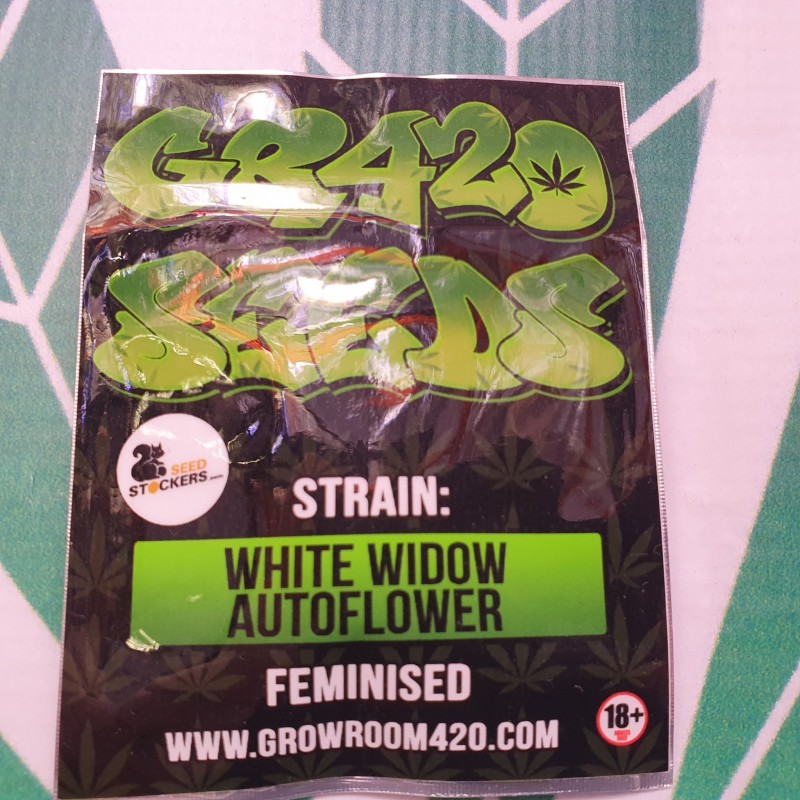 GR420
SEEDS
SEED
STOCKERS
STRAIN:
WHITE WIDOW
AUTOFLOWER
FEMINISED
18+
WWW.GROWROOM420.COM